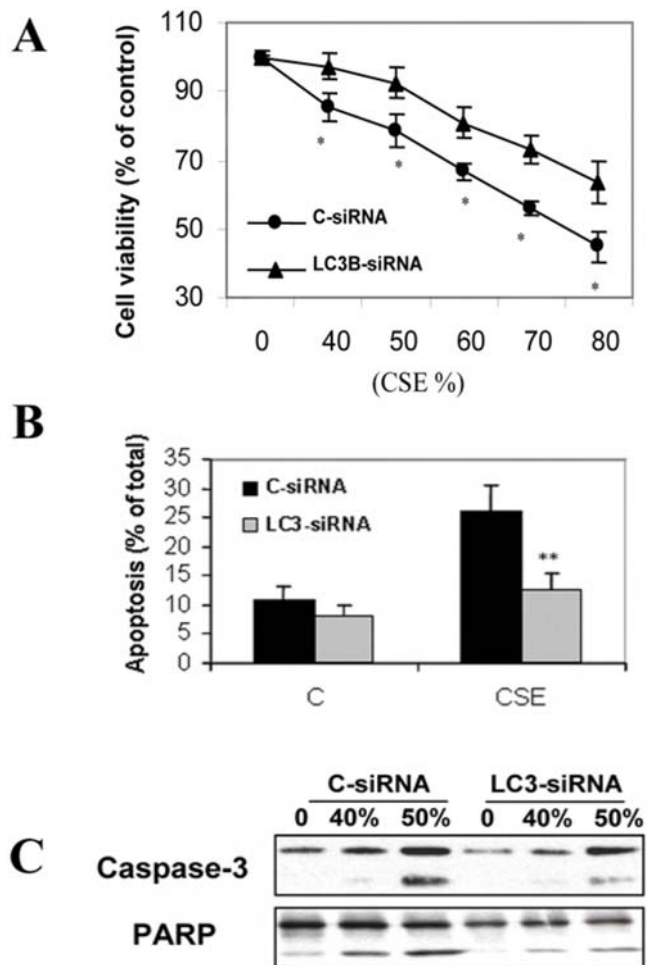 A
Cell viability (% of control)
110
90
70
50
30
C-siRNA
LC3B-siRNA
*
*
*
*
*
0 40 50 60 70 80
(CSE %)
B
Apoptosis (% of total)
35
30
25
20
15
10
5
0
C-siRNA
LC3-siRNA
**
C CSE
C
C-siRNA LC3-siRNA
0 40% 50% 0 40% 50%
Caspase-3
PARP